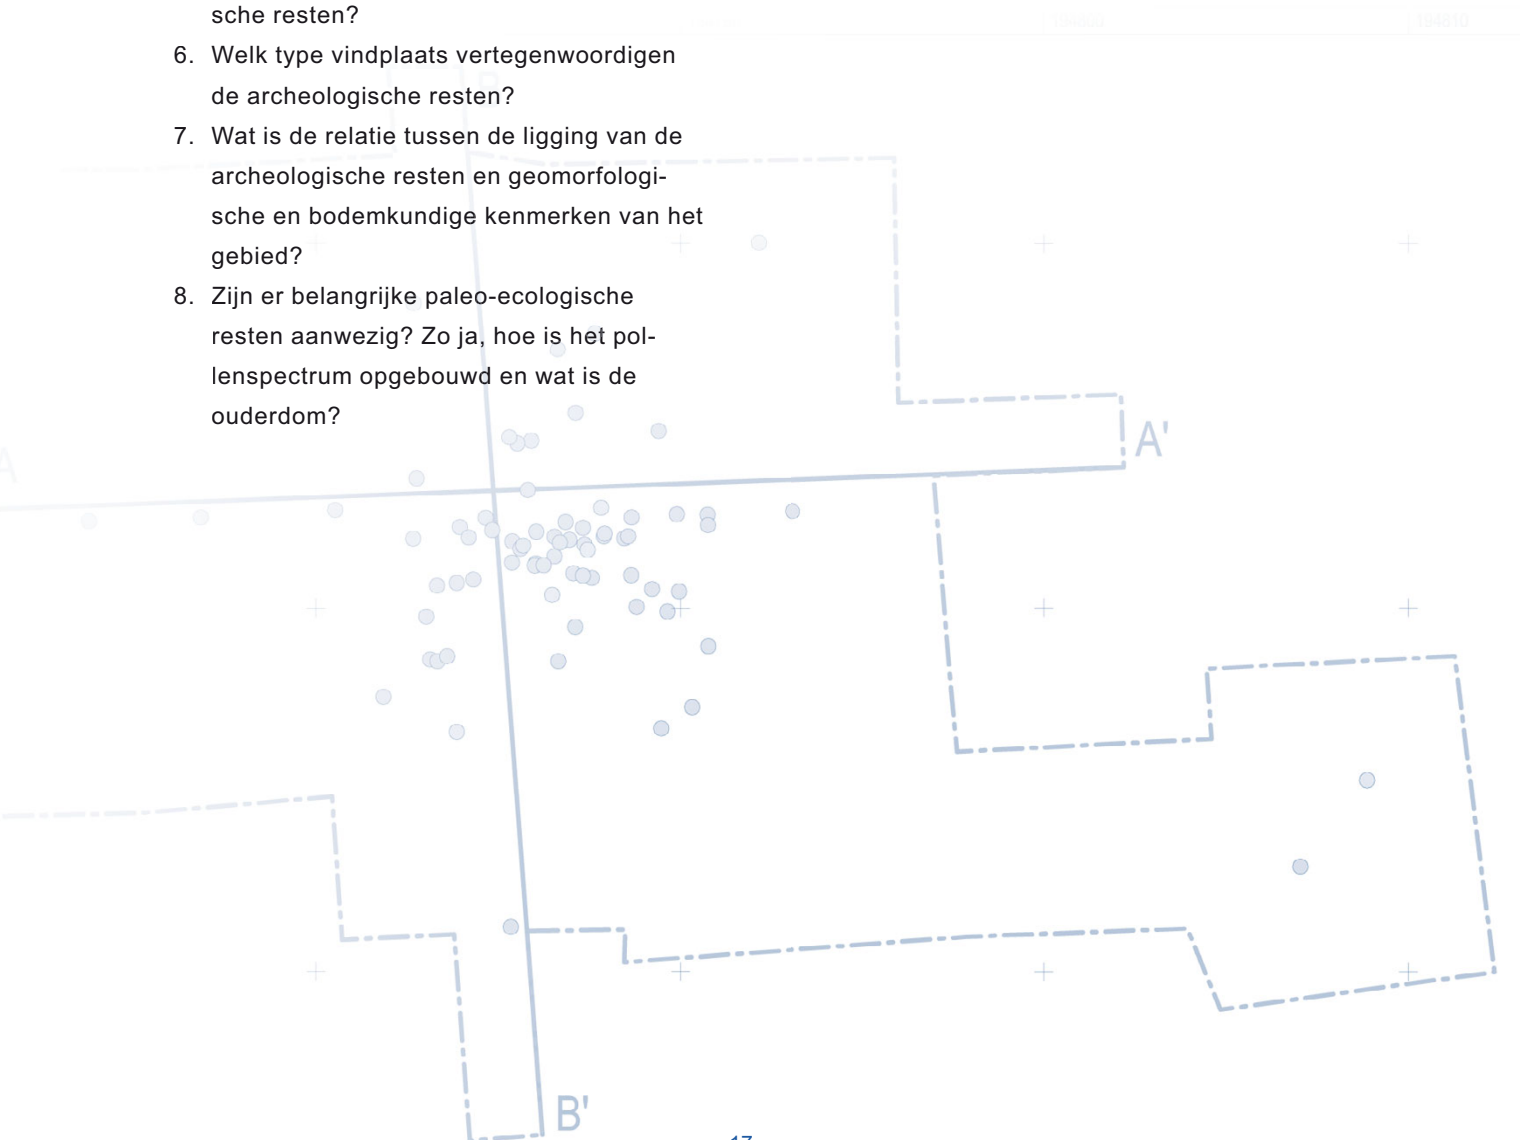 sche resten?
6. Welk type vindplaats vertegenwoordigen
de archeologische resten?
7. Wat is de relatie tussen de ligging van de
archeologische resten en geomorfologi-
sche en bodemkundige kenmerken van het
gebied?
8. Zijn er belangrijke paleo-ecologische
resten aanwezig? Zo ja, hoe is het pol-
lenspectrum opgebouwd en wat is de
ouderdom?
A'
A
B'